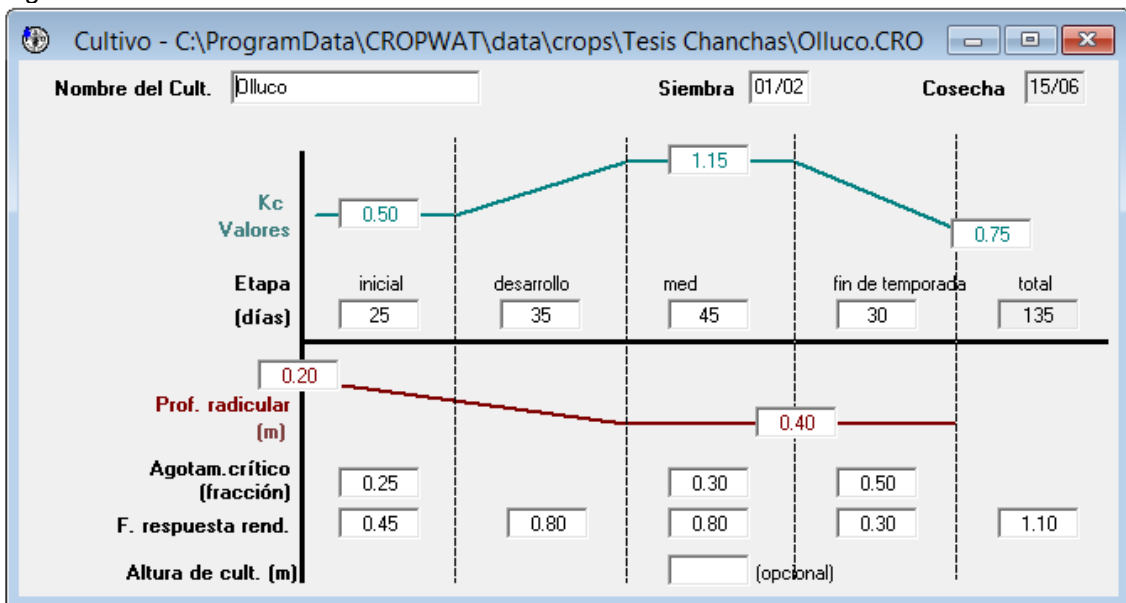 Cultivo - C:\ProgramData\CROPWAT\data\crops\Tesis Chanchas\Olluco.CRO
Nombre del Cult. Olluco Siembra 01/02 Cosecha 15/06
1.15
Kc 0.50
Valores 0.75
Etapa inicial desarrollo med fin de temporada total
(días) 25 35 45 30 135
0.20
Prof. radicular 0.40
(m)
Agotam.crítico
(fracción) 0.25 0.30 0.50
F. respuesta rend. 0.45 0.80 0.80 0.30 1.10
Altura de cult. (m) (opcional)